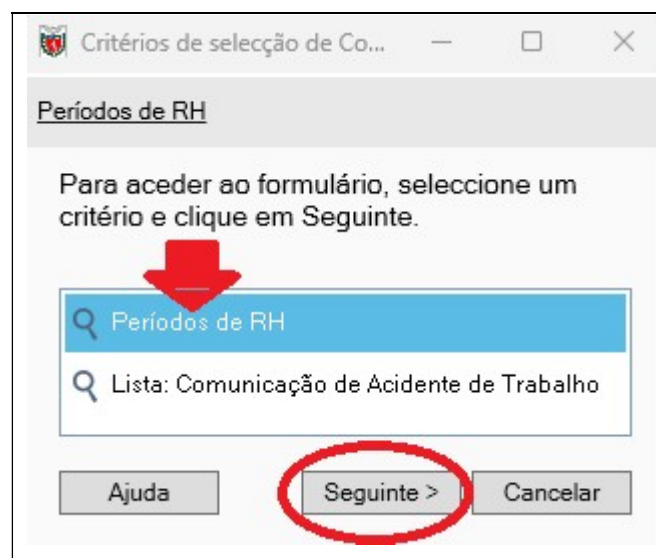 Critérios de selecção de Co...
Períodos de RH
Para aceder ao formulário, seleccione um
critério e clique em Seguinte.
Períodos de RH
Lista: Comunicação de Acidente de Trabalho
Ajuda Seguinte > Cancelar